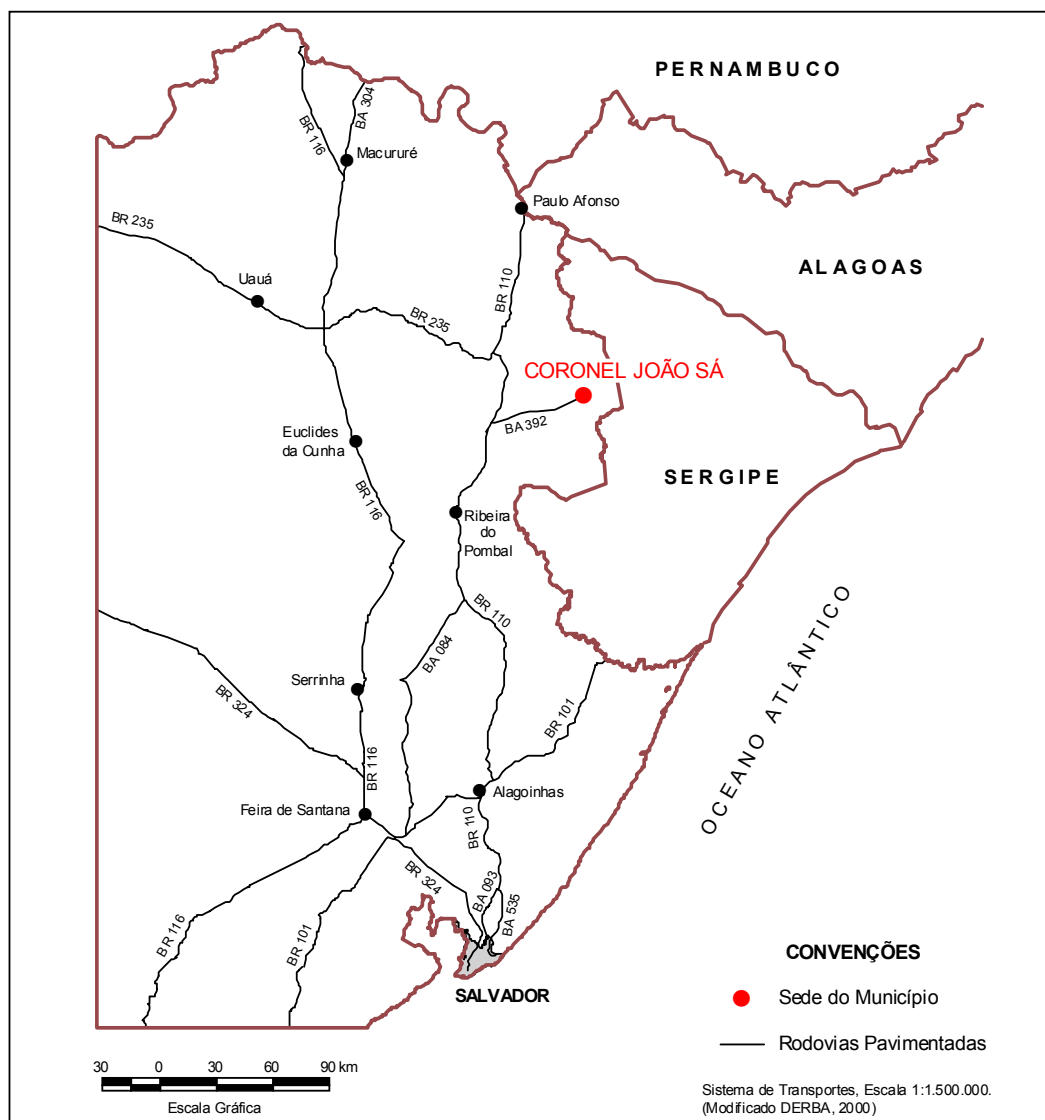 PERNAMBUCO
BA 304
BR 116
Macururé
Paulo Afonso
BR 235
ALAGOAS
Uauá
BR 110
BR 235
CORONEL JOÃO SÁ
BA 392
Euclides
da Cunha
SERGIPE
BR 116
Ribeira
do
Pombal
BR 110
BA 084
OCEANO ATLÂNTICO
Serrinha
BR 324
BR 101
BR 116
Alagoinhas
Feira de Santana
BR 110
BR 324
BA 093
BA 535
BR 116
BR 101
CONVENÇÕES
SALVADOR
Sede do Município
Rodovias Pavimentadas
30 0 30 60 90 km
Escala Gráfica
Sistema de Transportes, Escala 1:1.500.000.
(Modificado DERBA, 2000)